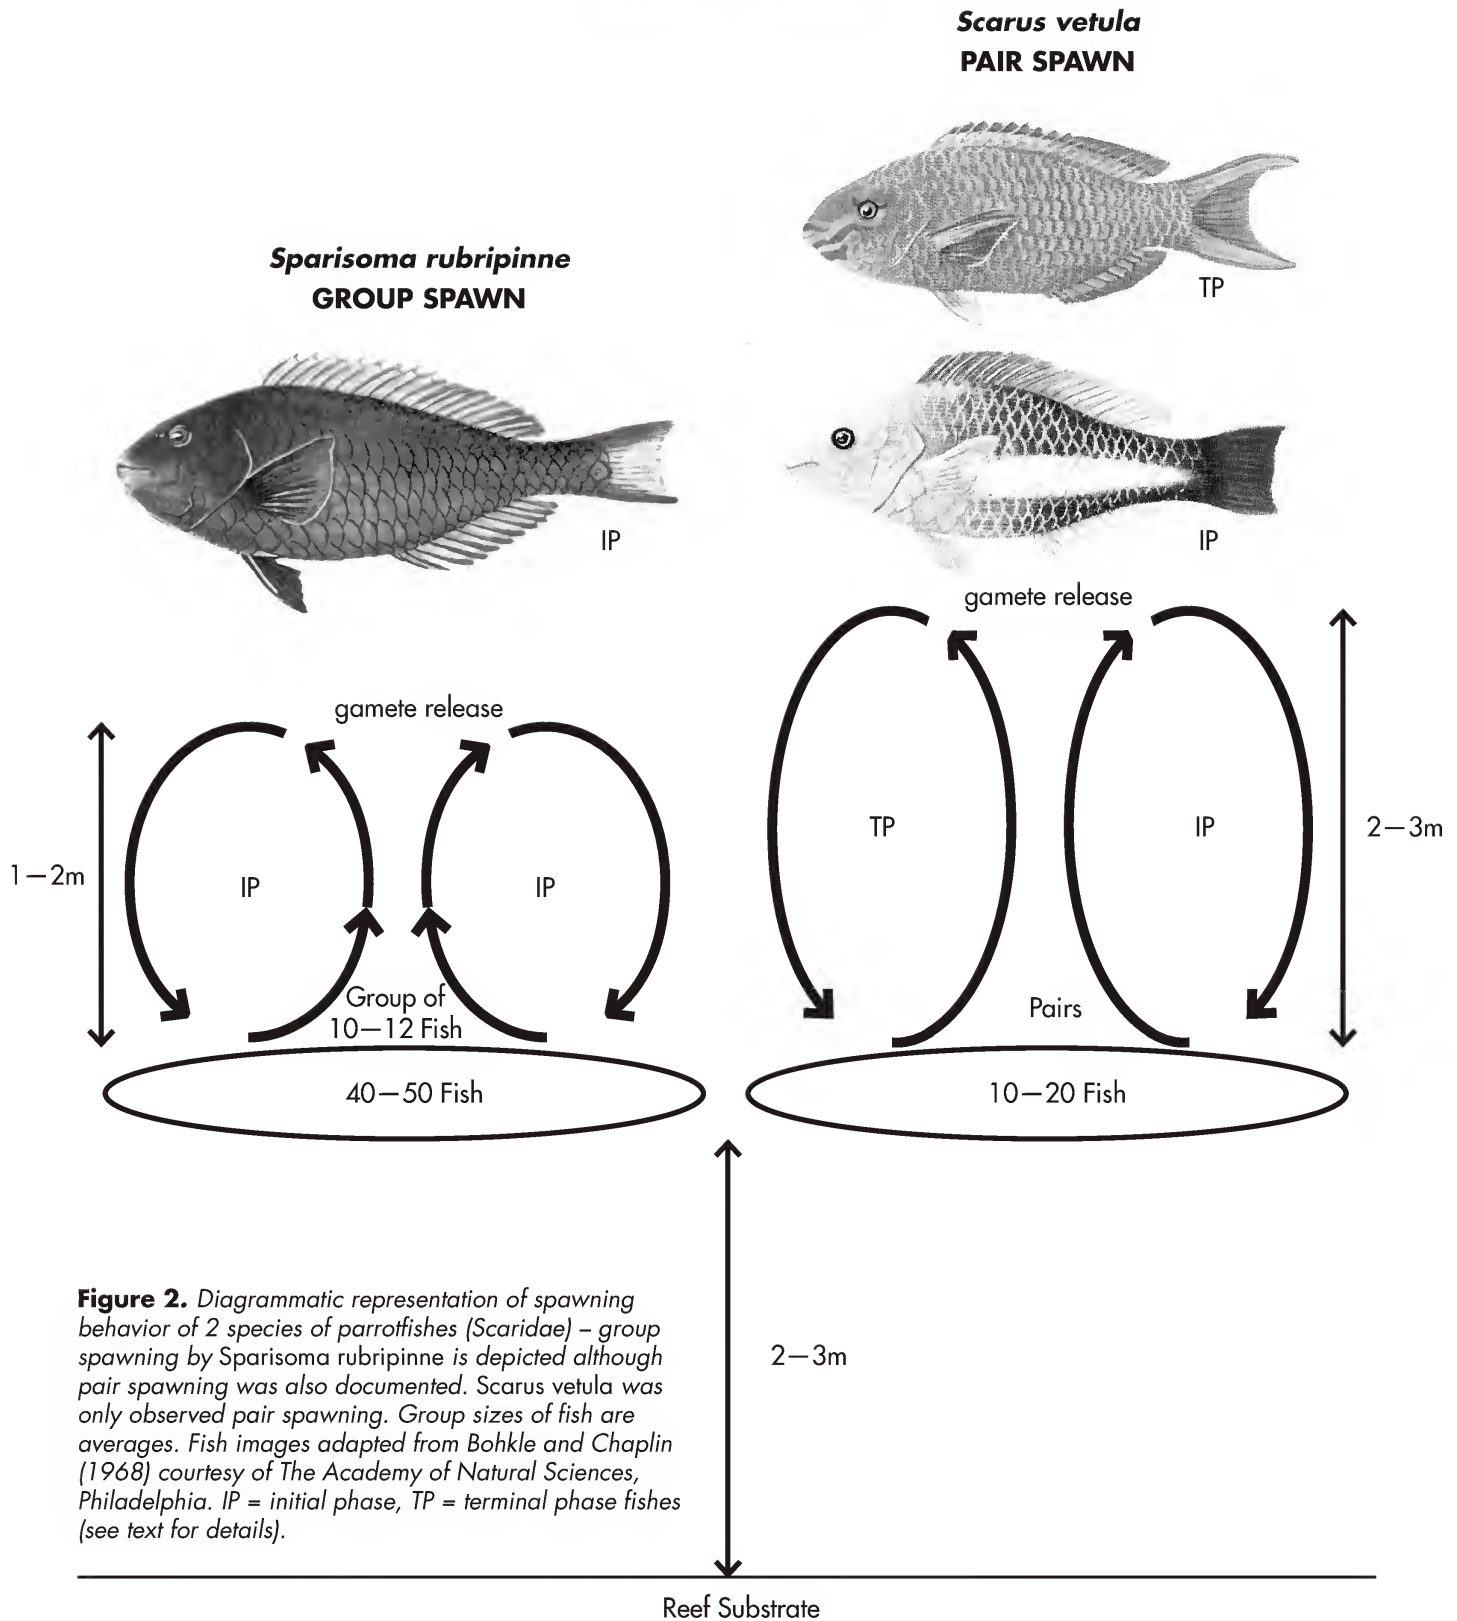 Scarus vetula
PAIR SPAWN
TP
Sparisoma rubripinne
GROUP SPAWN
IP
IP
gamete release
TP
IP
2–3m
Pairs
10–20 Fish
gamete release
1–2m
IP
IP
Group of
10–12 Fish
40–50 Fish
2–3m
Figure 2. Diagrammatic representation of spawning
behavior of 2 species of parrotfishes (Scaridae) – group
spawning by Sparisoma rubripinne is depicted although
pair spawning was also documented. Scarus vetula was
only observed pair spawning. Group sizes of fish are
averages. Fish images adapted from Bohkle and Chaplin
(1968) courtesy of The Academy of Natural Sciences,
Philadelphia. IP = initial phase, TP = terminal phase fishes
(see text for details).
Reef Substrate